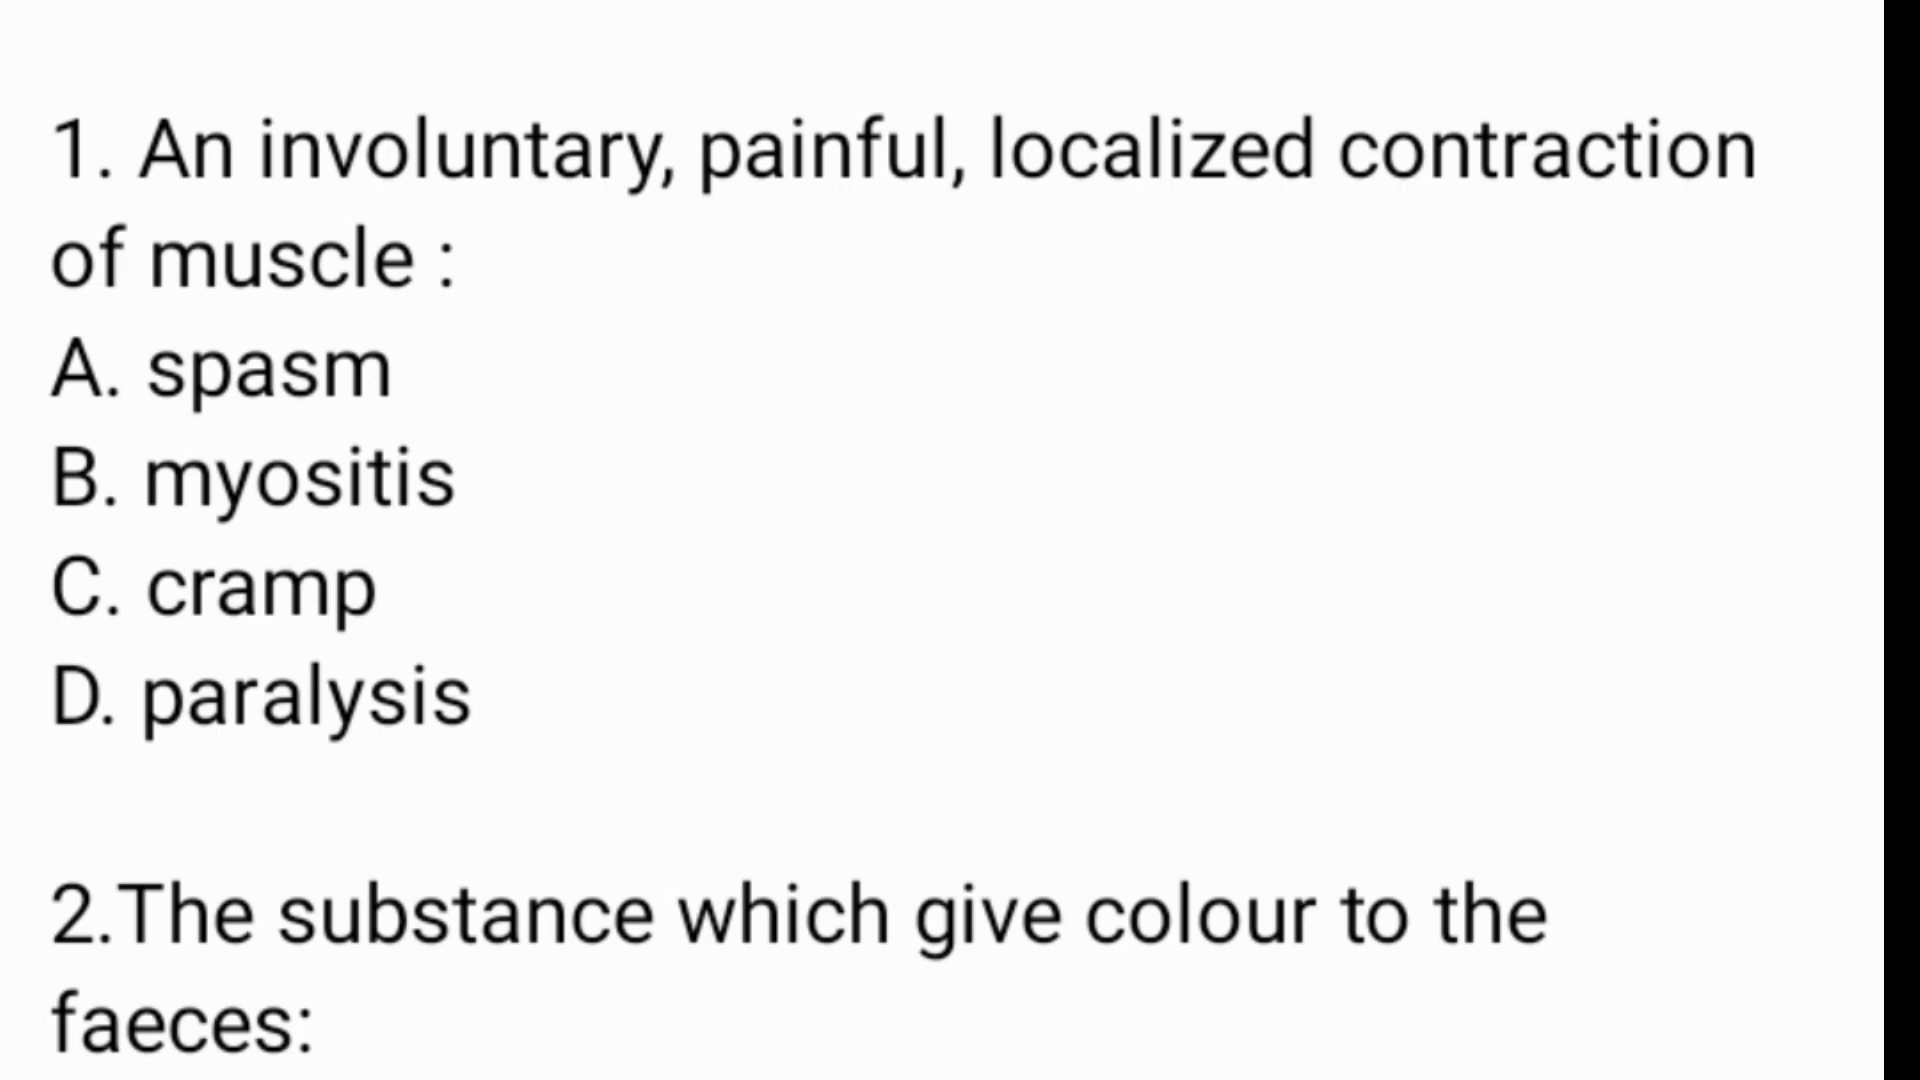 1. An involuntary, painful, localized contraction
of muscle :
A. spasm
B. myositis
C. cramp
D. paralysis
2.The substance which give colour to the
faeces: